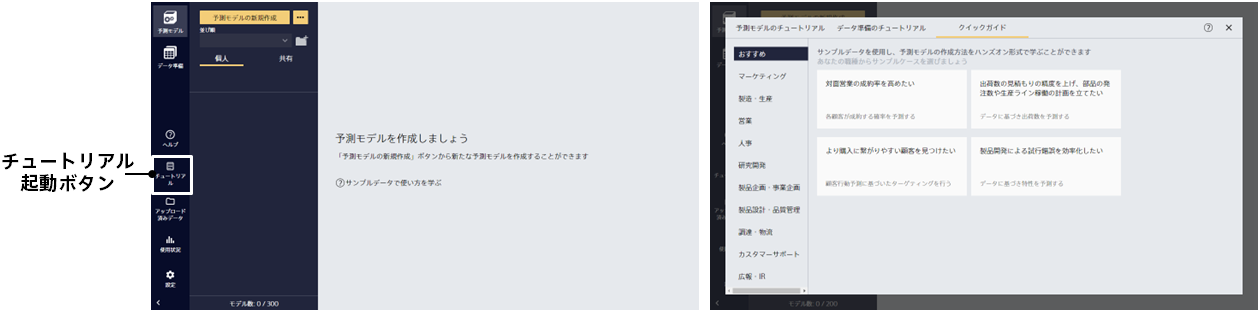 チュートリアル
起動ボタン
予測モデル
データ準備
ヘルプ
チュートリア
ル
アップロード
済みデータ
使用状況
設定
予測モデルの新規作成
並び順
個人
共有
モデル数: 0 / 300
予測モデルを作成しましょう
「予測モデルの新規作成」ボタンから新たな予測モデルを作成することができます
サンプルデータで使い方を学ぶ
予測モデルのチュートリアル
データ準備のチュートリアル
クイックガイド
おすすめ
マーケティング
製造・生産
営業
人事
研究開発
製品企画・事業企画
製品設計・品質管理
調達・物流
カスタマーサポート
広報・IR
サンプルデータを使用し、予測モデルの作成方法をハンズオン形式で学ぶことができます
あなたの職種からサンプルケースを選びましょう
対面営業の成約率を高めたい
各顧客が成約する確率を予測する
出荷数の見積もりの精度を上げ、部品の発
注数や生産ライン稼働の計画を立てたい
データに基づき出荷数を予測する
より購入に繋がりやすい顧客を見つけたい
顧客行動予測に基づいたターゲティングを行う
製品開発による試行錯誤を効率化したい
データに基づき特性を予測する
モデル数: 0 / 200